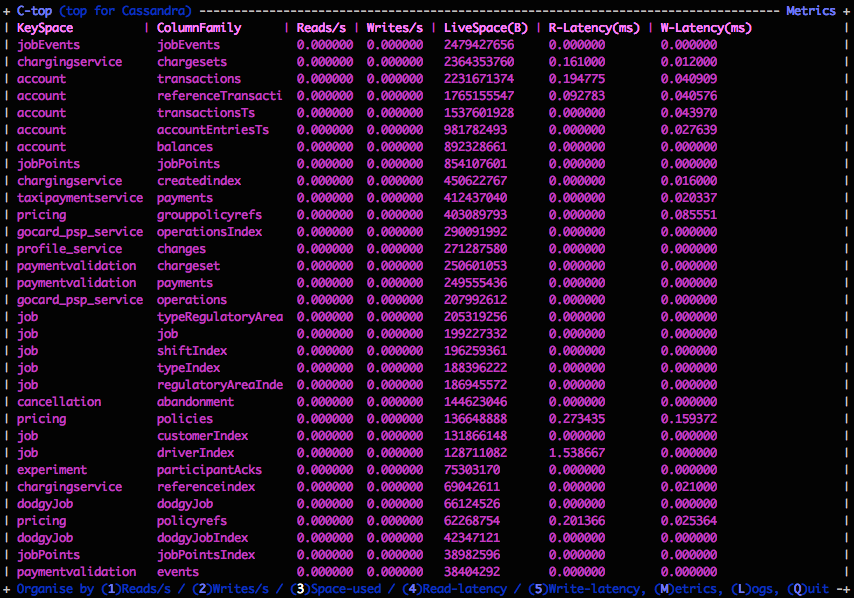 + C-top (top for Cassandra) -------------------------------------------------------------------------------- Metrics +
| KeySpace | ColumnFamily | Reads/s | Writes/s | LiveSpace(B) | R-Latency(ms) | W-Latency(ms) |
| jobEvents jobEvents 0.000000 0.000000 2479427656 0.000000 0.000000 |
| chargingservice chargesets 0.000000 0.000000 2364353760 0.161000 0.012000 |
| account transactions 0.000000 0.000000 2231671374 0.194775 0.040909 |
| account referenceTransacti 0.000000 0.000000 1765155547 0.092783 0.040576 |
| account transactionsTs 0.000000 0.000000 1537601928 0.000000 0.043970 |
| account accountEntriesTs 0.000000 0.000000 981782493 0.000000 0.027639 |
| account balances 0.000000 0.000000 892328661 0.000000 0.000000 |
| jobPoints jobPoints 0.000000 0.000000 854107601 0.000000 0.000000 |
| chargingservice createdindex 0.000000 0.000000 450622767 0.000000 0.016000 |
| taxipaymentservice payments 0.000000 0.000000 412437040 0.000000 0.020337 |
| pricing grouppolicyrefs 0.000000 0.000000 403089793 0.000000 0.085551 |
| gocard_psp_service operationsIndex 0.000000 0.000000 290091992 0.000000 0.000000 |
| profile_service changes 0.000000 0.000000 271287580 0.000000 0.000000 |
| paymentvalidation chargeset 0.000000 0.000000 250601053 0.000000 0.000000 |
| paymentvalidation payments 0.000000 0.000000 249555436 0.000000 0.000000 |
| gocard_psp_service operations 0.000000 0.000000 207992612 0.000000 0.000000 |
| job typeRegulatoryArea 0.000000 0.000000 205319256 0.000000 0.000000 |
| job job 0.000000 0.000000 199227332 0.000000 0.000000 |
| job shiftIndex 0.000000 0.000000 196259361 0.000000 0.000000 |
| job typeIndex 0.000000 0.000000 188396222 0.000000 0.000000 |
| job regulatoryAreaInde 0.000000 0.000000 186945572 0.000000 0.000000 |
| cancellation abandonment 0.000000 0.000000 144623046 0.000000 0.000000 |
| pricing policies 0.000000 0.000000 136648888 0.273435 0.159372 |
| job customerIndex 0.000000 0.000000 131866148 0.000000 0.000000 |
| job driverIndex 0.000000 0.000000 128711082 1.538667 0.000000 |
| experiment participantAcks 0.000000 0.000000 75303170 0.000000 0.000000 |
| chargingservice referenceindex 0.000000 0.000000 69042611 0.000000 0.021000 |
| dodgyJob dodgyJob 0.000000 0.000000 66124526 0.000000 0.000000 |
| pricing policyrefs 0.000000 0.000000 62268754 0.201366 0.025364 |
| dodgyJob dodgyJobIndex 0.000000 0.000000 42347121 0.000000 0.000000 |
| jobPoints jobPointsIndex 0.000000 0.000000 38982596 0.000000 0.000000 |
| paymentvalidation events 0.000000 0.000000 38404292 0.000000 0.000000 |
+ Organise by (1)Reads/s / (2)Writes/s / (3)Space-used / (4)Read-latency / (5)Write-latency, (M)etrics, (L)ogs, (Q)uit -+